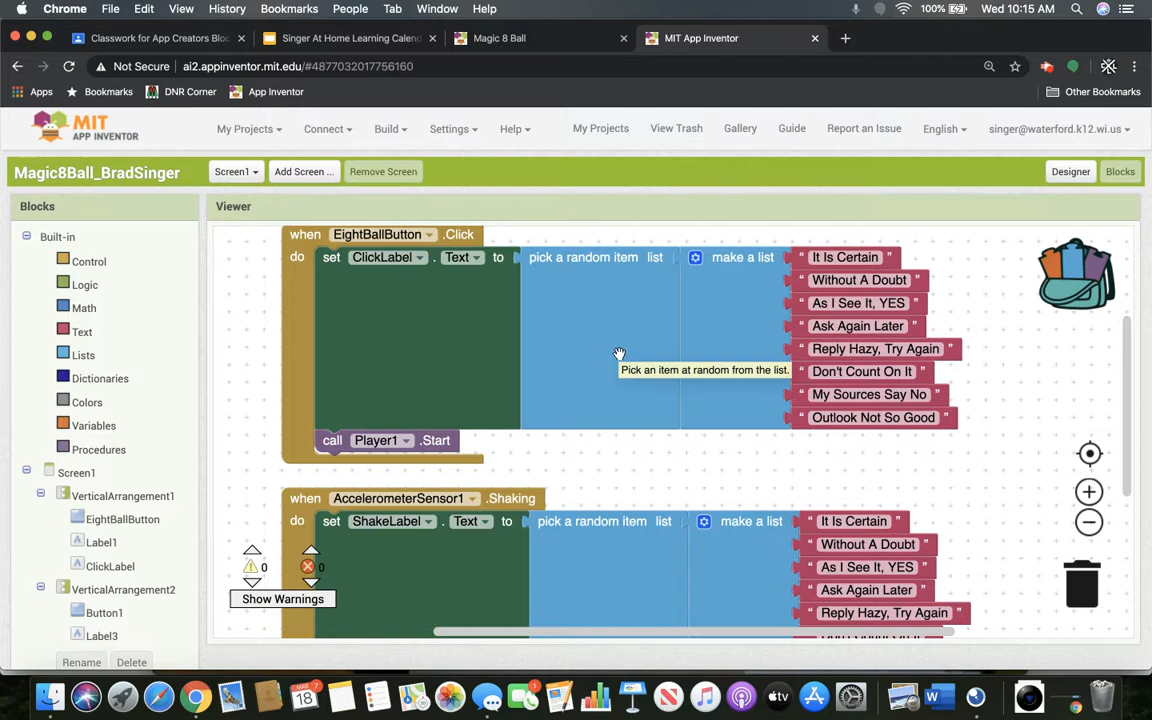 Chrome File Edit View History Bookmarks People Tab Window Help 100% Wed 10:15 AM
Classwork for App Creators Bloc × Singer At Home Learning Calend × Magic 8 Ball × MIT App Inventor × +
Not Secure | ai2.appinventor.mit.edu/#4877032017756160
Apps Bookmarks DNR Corner App Inventor Other Bookmarks
MIT
APP INVENTOR
My Projects Connect Build Settings Help My Projects View Trash Gallery Guide Report an Issue English singer@waterford.k12.wi.us
Magic8Ball_BradSinger Screen1 Add Screen ... Remove Screen Designer Blocks
Blocks Viewer
Built-in
Control
Logic
Math
Text
Lists
Dictionaries
Colors
Variables
Procedures
Screen1
VerticalArrangement1
EightBallButton
Label1
ClickLabel
VerticalArrangement2
Button1
Label3
Rename Delete
when EightBallButton .Click
do set ClickLabel . Text to pick a random item list make a list " It Is Certain "
" Without A Doubt "
" As I See It, YES "
" Ask Again Later "
" Reply Hazy, Try Again "
Pick an item at random from the list.
" Don't Count On It "
" My Sources Say No "
" Outlook Not So Good "
call Player1 .Start
when AccelerometerSensor1 .Shaking
do set ShakeLabel . Text to pick a random item list make a list " It Is Certain "
" Without A Doubt "
" As I See It, YES "
" Ask Again Later "
" Reply Hazy, Try Again "
0 0
Show Warnings
MAR
18
tv
W